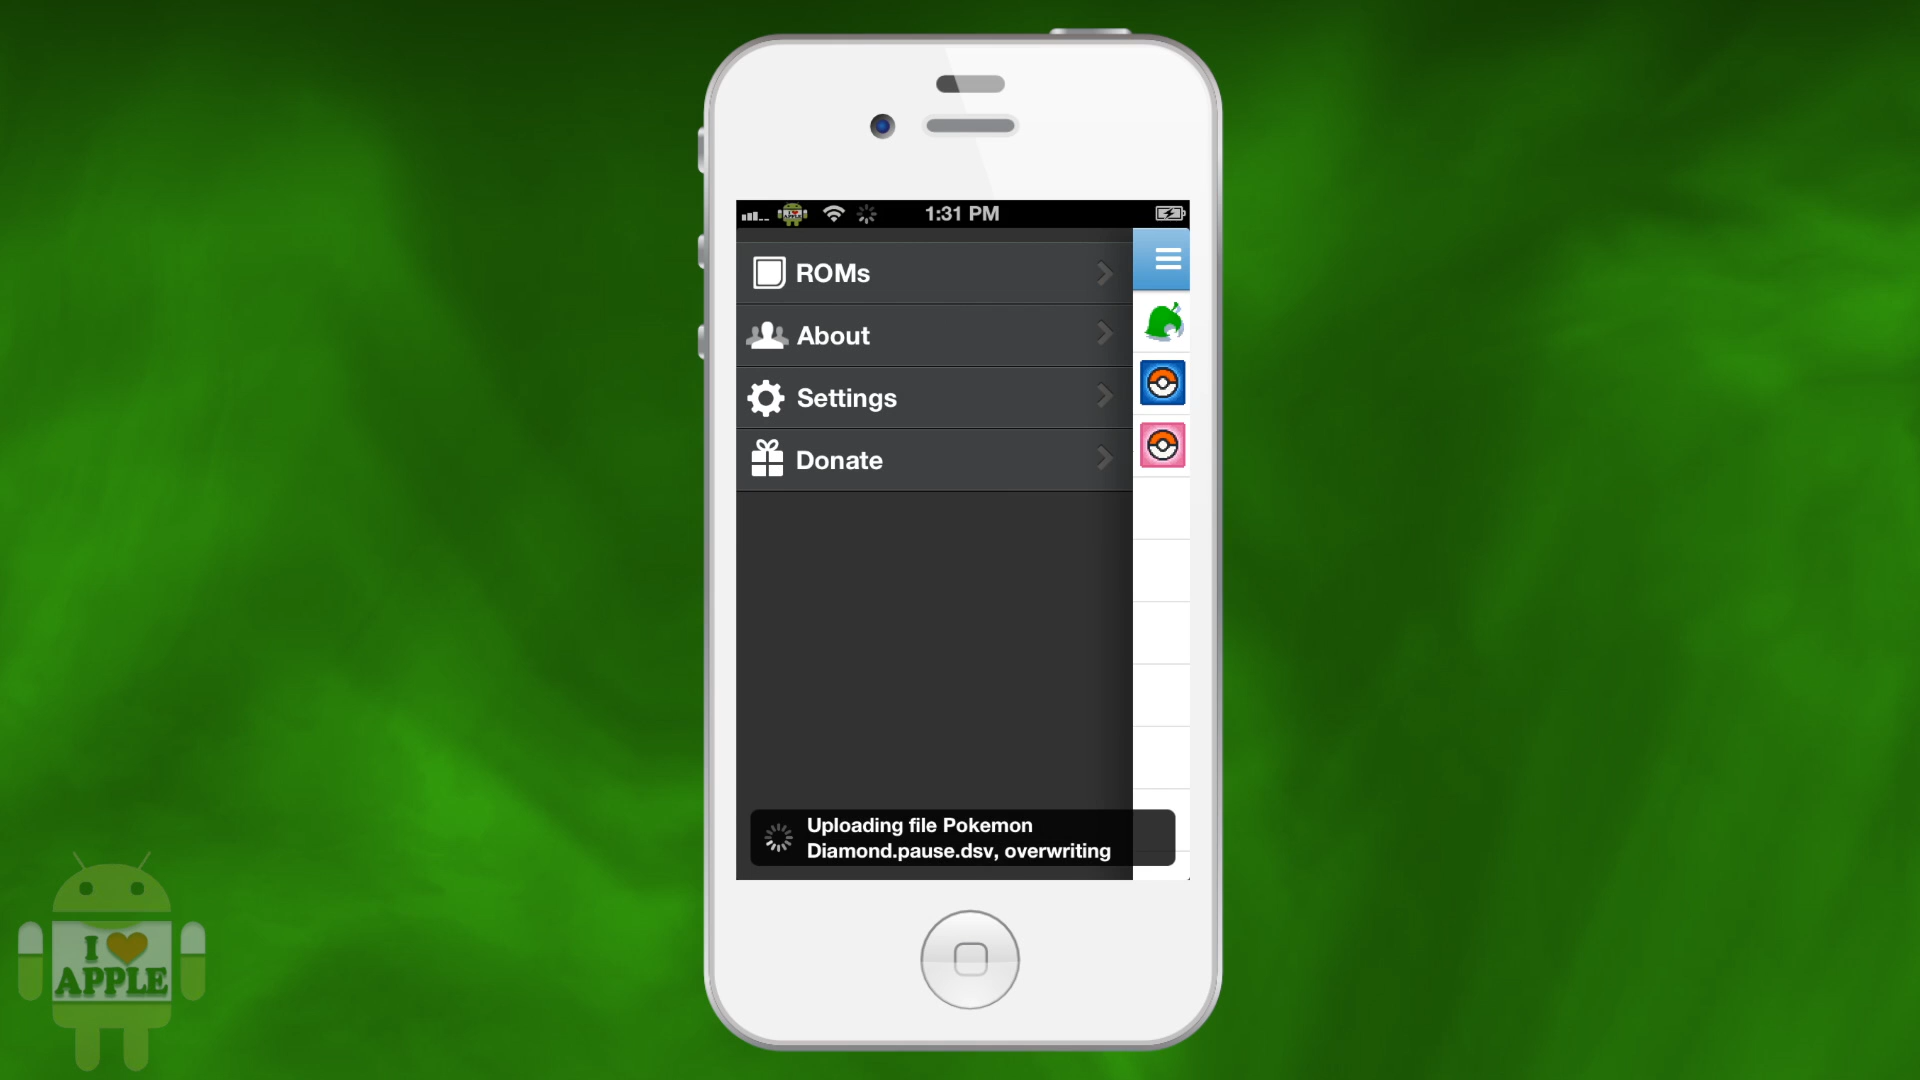 1:31 PM
ROMs
About
Settings
Donate
Uploading file Pokemon
Diamond.pause.dsv, overwriting
I
APPLE